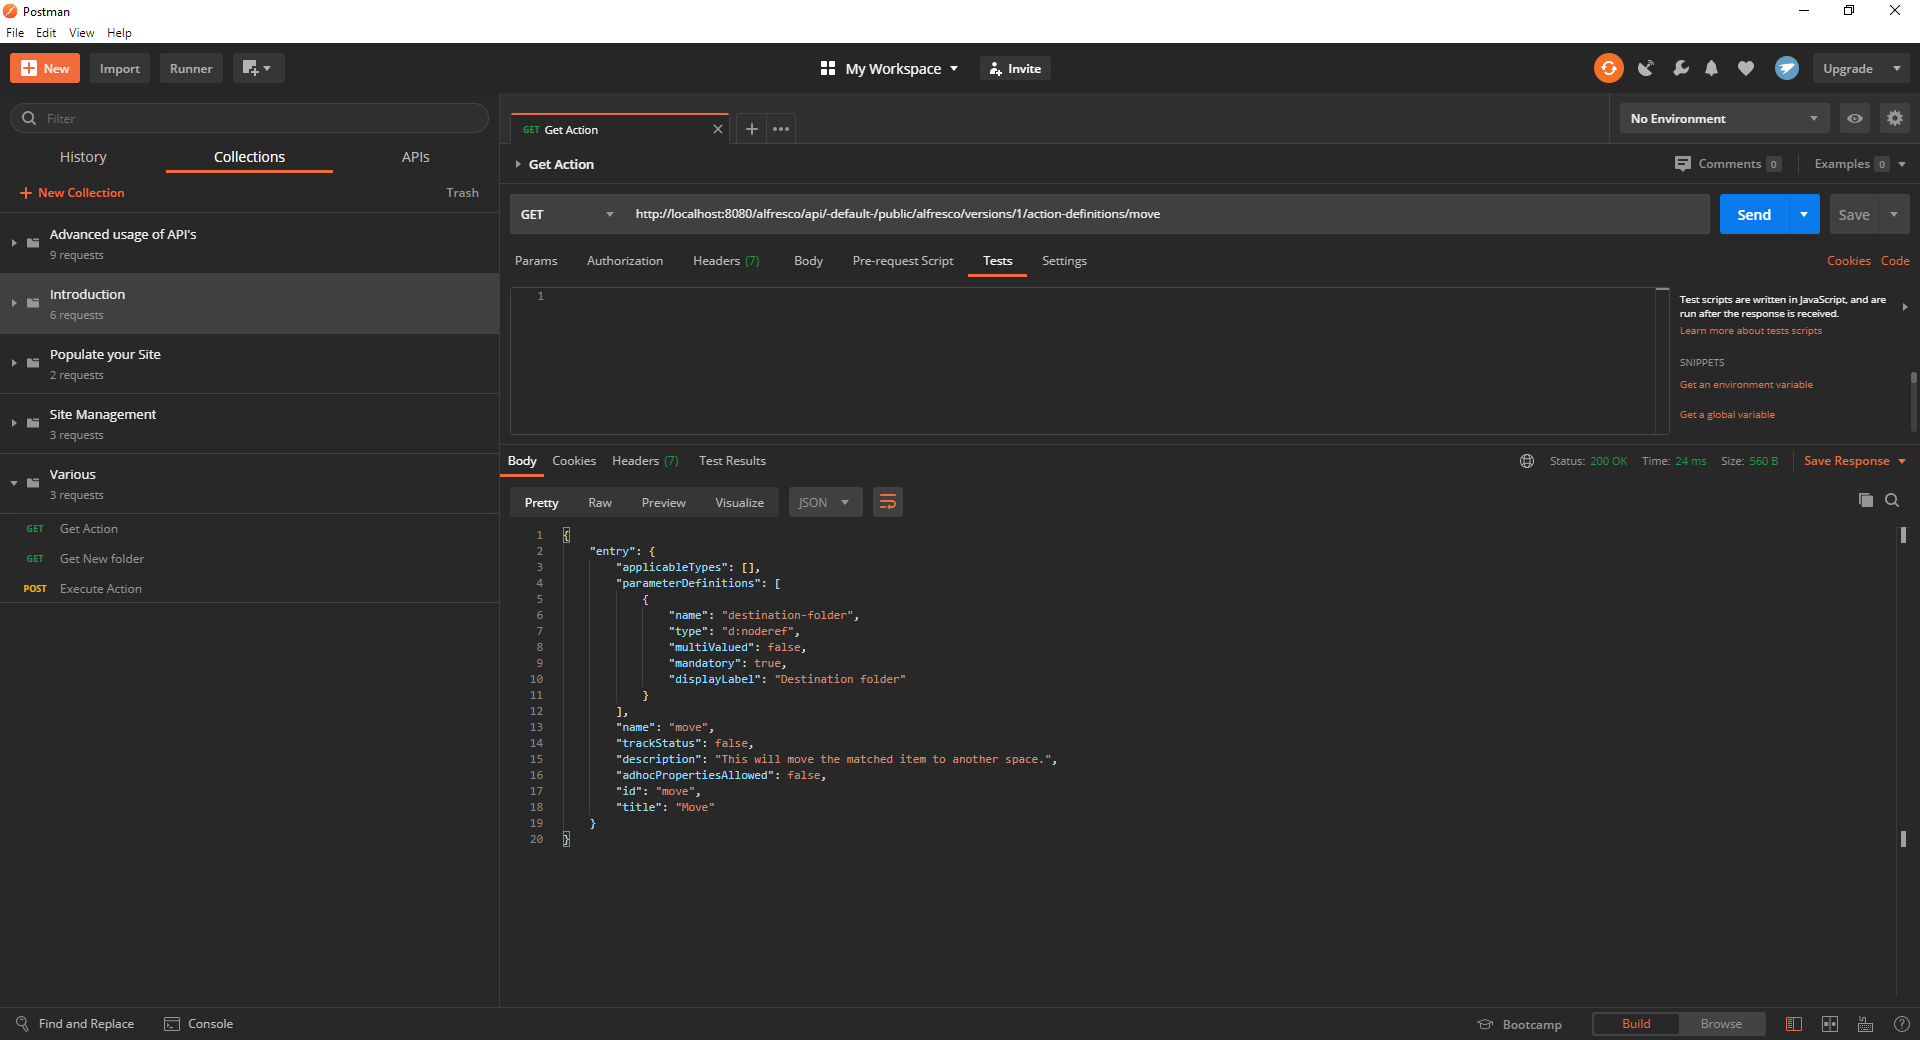 Postman
File Edit View Help
New Import Runner My Workspace Invite Upgrade
Filter
History Collections APIs
New Collection Trash
Advanced usage of API's
9 requests
Introduction
6 requests
Populate your Site
2 requests
Site Management
3 requests
Various
3 requests
GET Get Action
GET Get New folder
POST Execute Action
GET Get Action
No Environment
Get Action
Comments 0 Examples 0
GET http://localhost:8080/alfresco/api/-default-/public/alfresco/versions/1/action-definitions/move Send Save
Params Authorization Headers (7) Body Pre-request Script Tests Settings Cookies Code
1
Test scripts are written in JavaScript, and are
run after the response is received.
Learn more about tests scripts
SNIPPETS
Get an environment variable
Get a global variable
Body Cookies Headers (7) Test Results Status: 200 OK Time: 24 ms Size: 560 B Save Response
Pretty Raw Preview Visualize JSON
1 {
2 "entry": {
3 "applicableTypes": [],
4 "parameterDefinitions": [
5 {
6 "name": "destination-folder",
7 "type": "d:noderef",
8 "multiValued": false,
9 "mandatory": true,
10 "displayLabel": "Destination folder"
11 }
12 ],
13 "name": "move",
14 "trackStatus": false,
15 "description": "This will move the matched item to another space.",
16 "adhocPropertiesAllowed": false,
17 "id": "move",
18 "title": "Move"
19 }
20 }
Find and Replace Console Bootcamp Build Browse